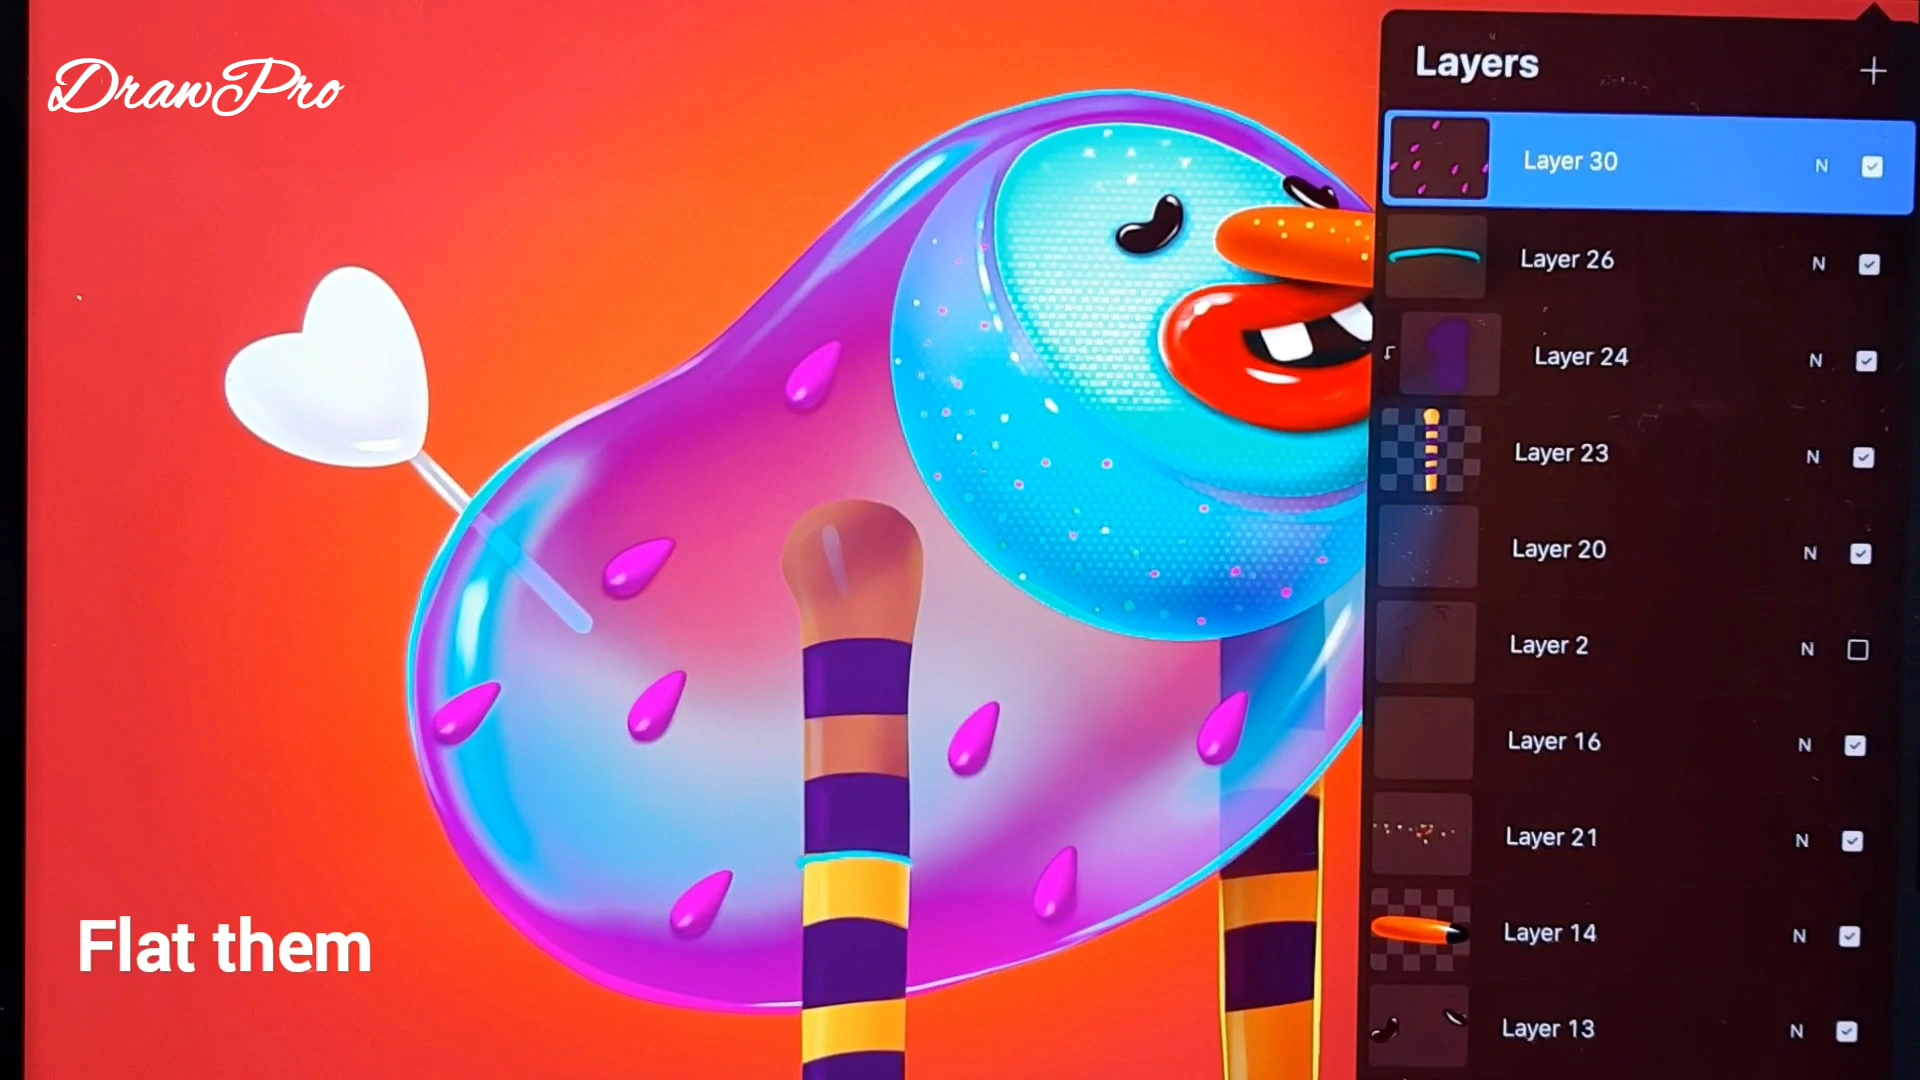 DrawPro
Layers
Layer 30 N
Layer 26 N
Layer 24 N
Layer 23 N
Layer 20 N
Layer 2 N
Layer 16 N
Layer 21 N
Layer 14 N
Layer 13 N
Flat them